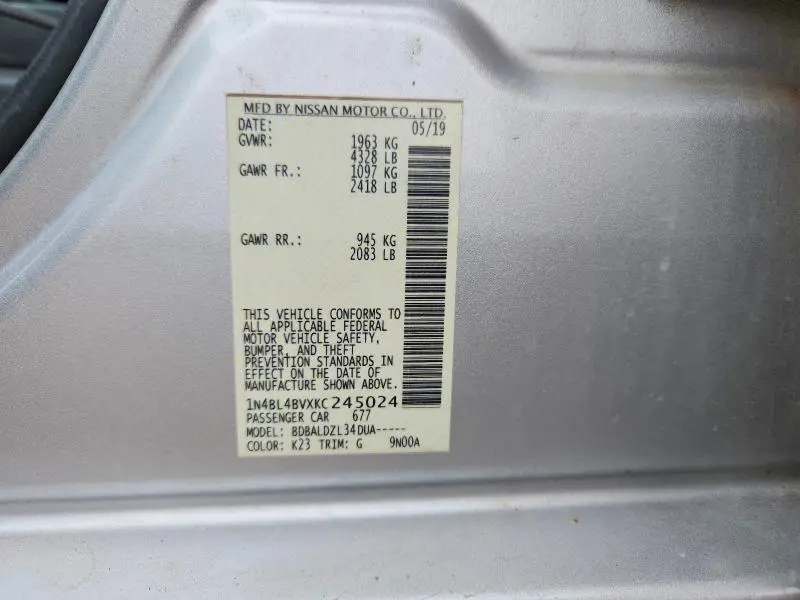 MFD BY NISSAN MOTOR CO., LTD.
DATE: 05/19
GVWR: 1963 KG
4328 LB
GAWR FR.: 1097 KG
2418 LB
GAWR RR.: 945 KG
2083 LB
THIS VEHICLE CONFORMS TO
ALL APPLICABLE FEDERAL
MOTOR VEHICLE SAFETY,
BUMPER, AND THEFT
PREVENTION STANDARDS IN
EFFECT ON THE DATE OF
MANUFACTURE SHOWN ABOVE.
1N4BL4BVXKC245024
PASSENGER CAR 677
MODEL: BDBALDZL34DUA-----
COLOR: K23 TRIM: G 9N00A